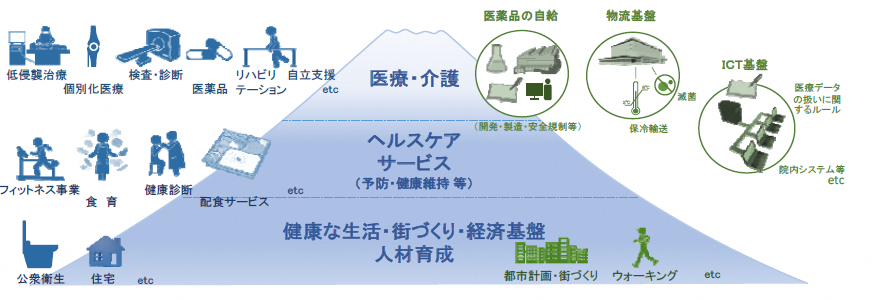 医薬品の自給
物流基盤
ICT基盤
低侵襲治療
個別化医療
検査・診断
医薬品
リハビリ
テーション
自立支援
etc
医療・介護
(開発・製造・安全規制等)
滅菌
保冷輸送
医療データ
の扱いに関
するルール
院内システム等
etc
ヘルスケア
サービス
(予防・健康維持 等)
フィットネス事業
食 育
健康診断
配食サービス
etc
健康な生活・街づくり・経済基盤
人材育成
公衆衛生
住宅
etc
都市計画・街づくり
ウォーキング
etc